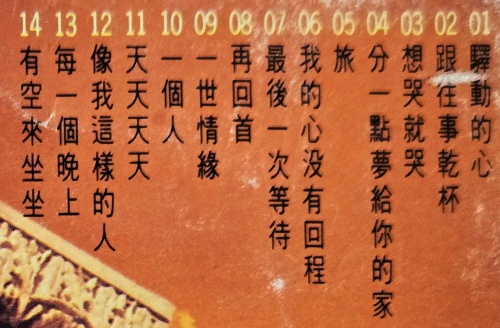 01 驛動的心
02 跟往事乾杯
03 想哭就哭
04 分一點夢給你的家
05 旅
06 我的心没有回程
07 最後一次等待
08 再回首
09 一世情緣
10 一個人
11 天天天天
12 像我這樣的人
13 每一個晚上
14 有空來坐坐